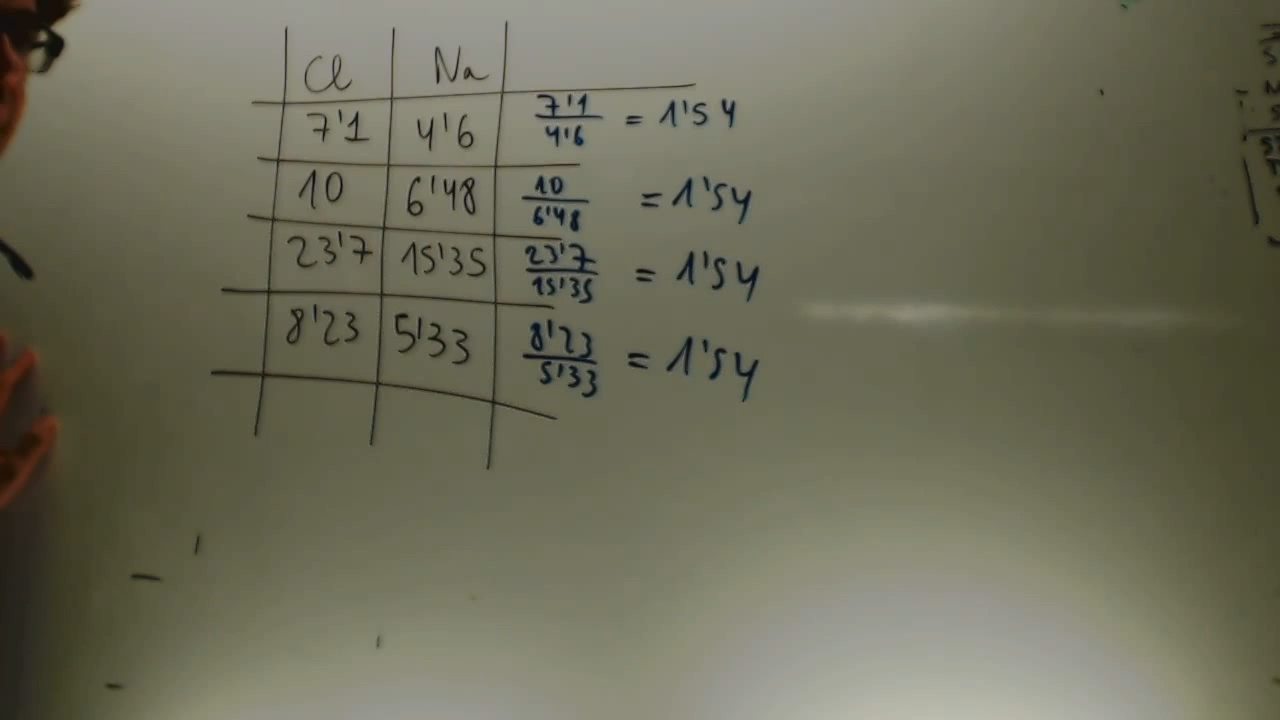 Cl Na
7'1 4'6 7'1/4'6 = 1'54
10 6'48 10/6'48 = 1'54
23'7 15'35 23'7/15'35 = 1'54
8'23 5'33 8'23/5'33 = 1'54